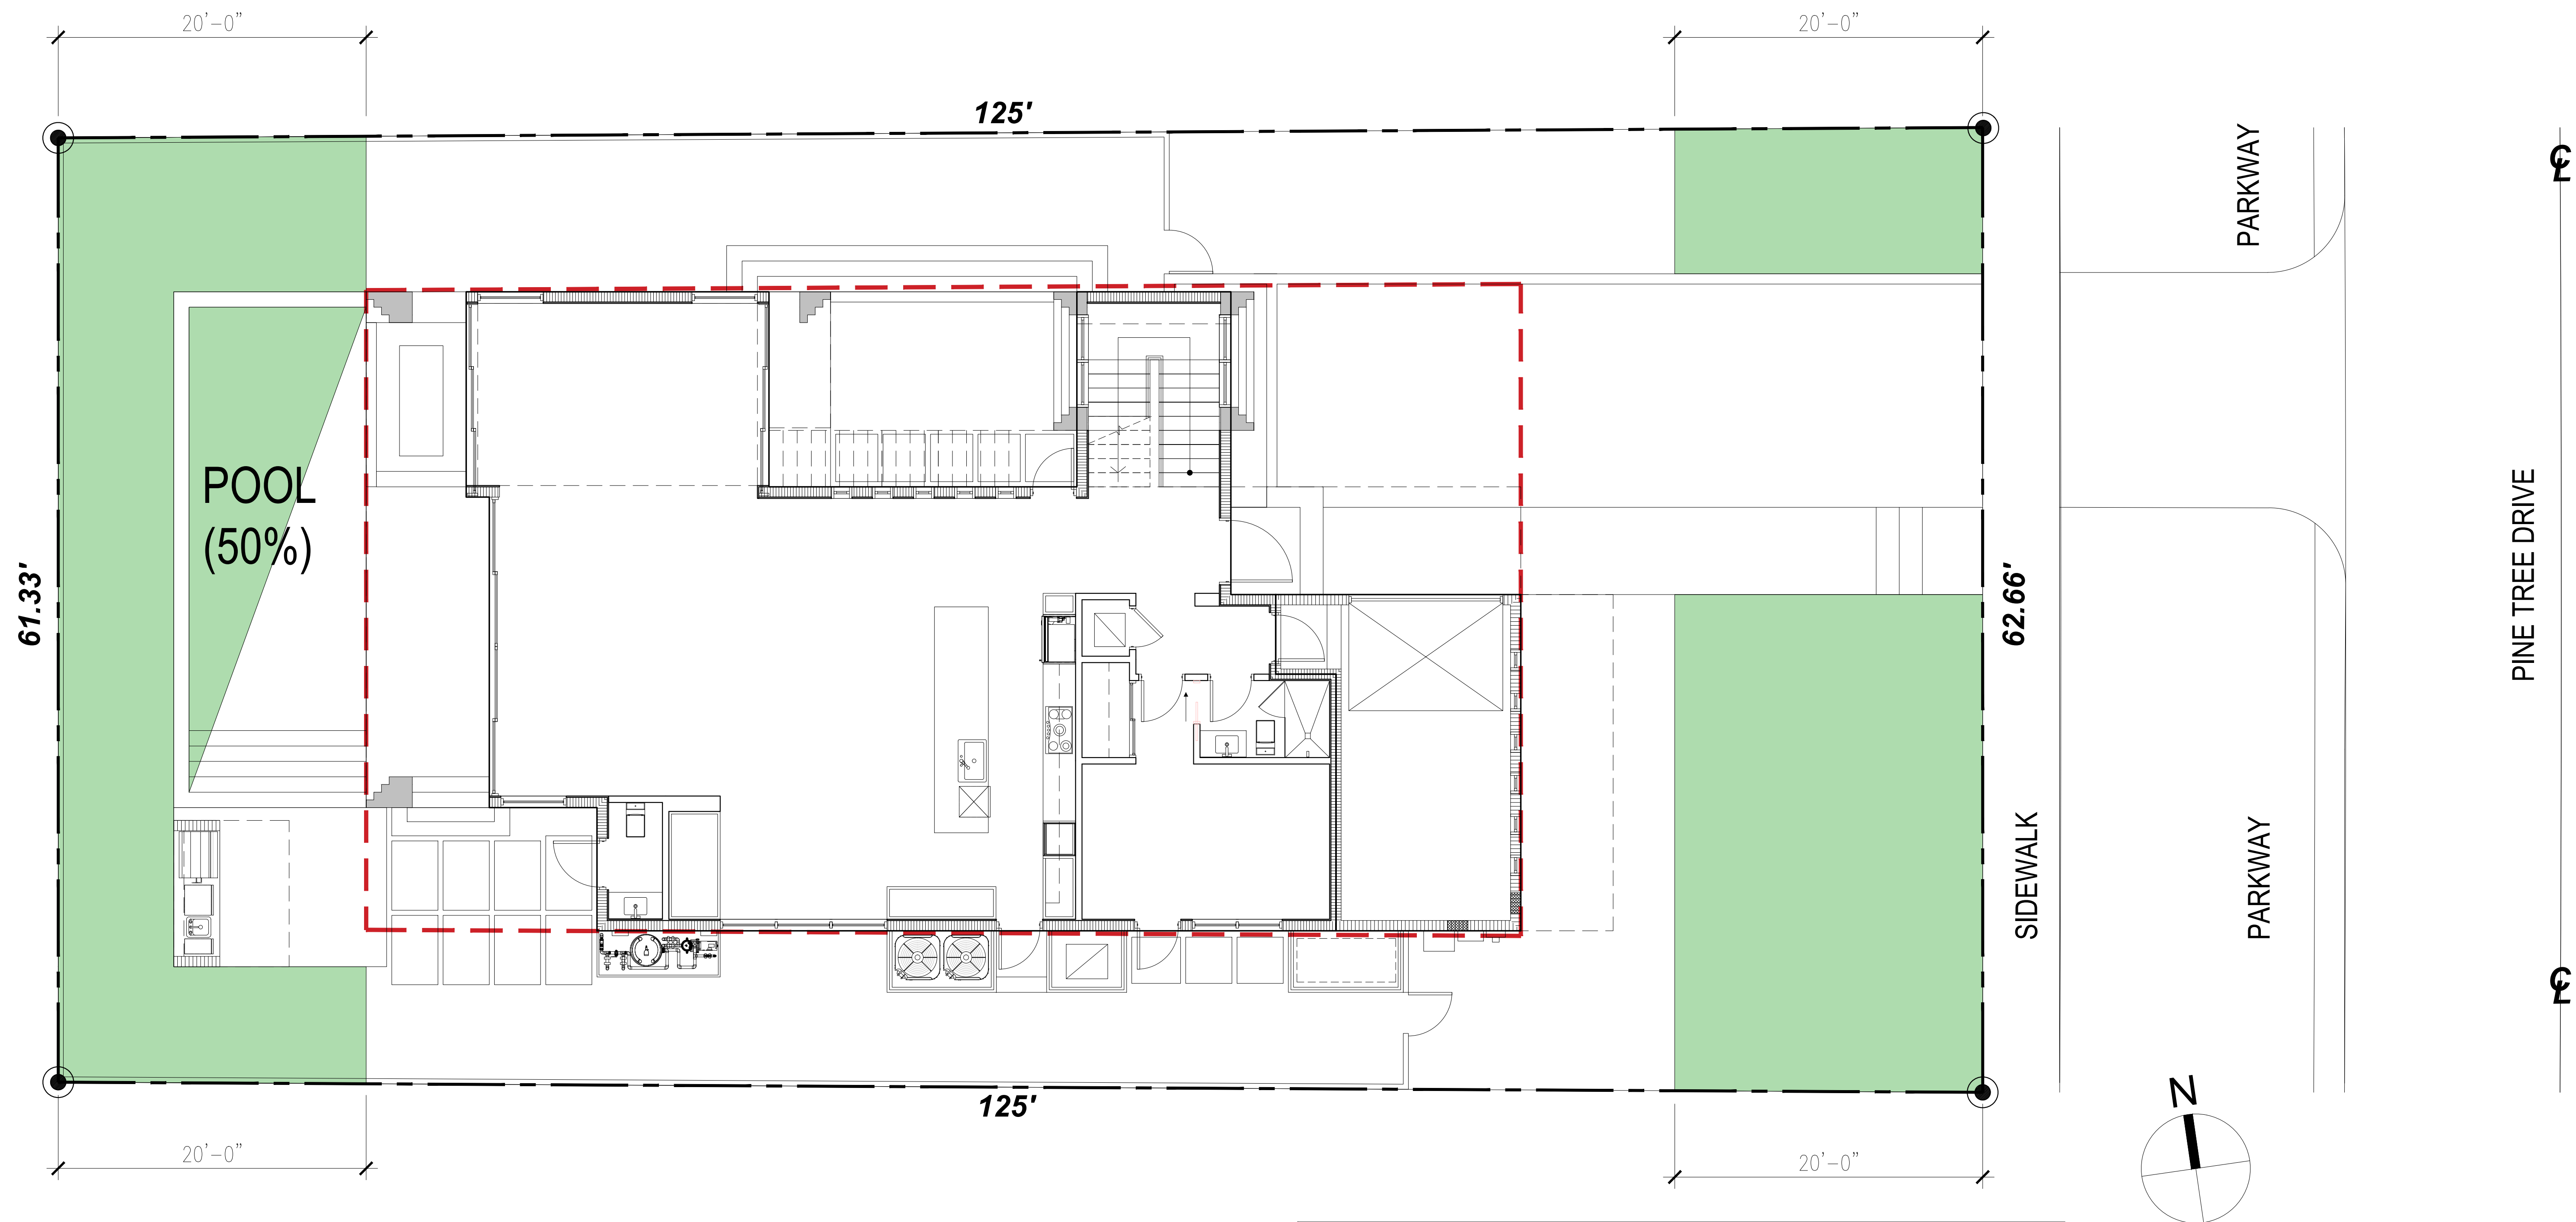 20'-0"
20'-0"
125'
PARKWAY
℄
POOL
(50%)
61.33'
62.66'
PINE TREE DRIVE
SIDEWALK
PARKWAY
℄
125'
N
20'-0"
20'-0"